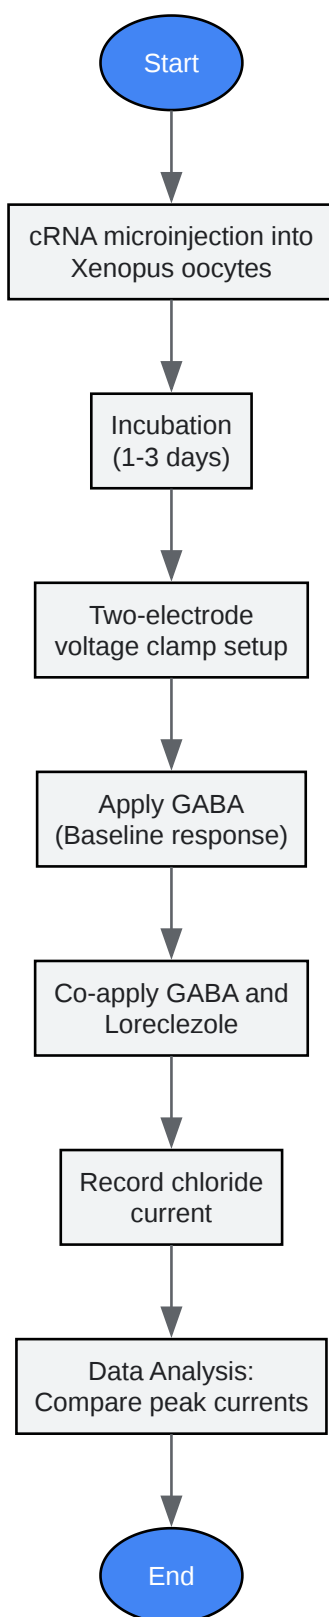 Start
cRNA microinjection into
Xenopus oocytes
Incubation
(1-3 days)
Two-electrode
voltage clamp setup
Apply GABA
(Baseline response)
Co-apply GABA and
Loreclezole
Record chloride
current
Data Analysis:
Compare peak currents
End